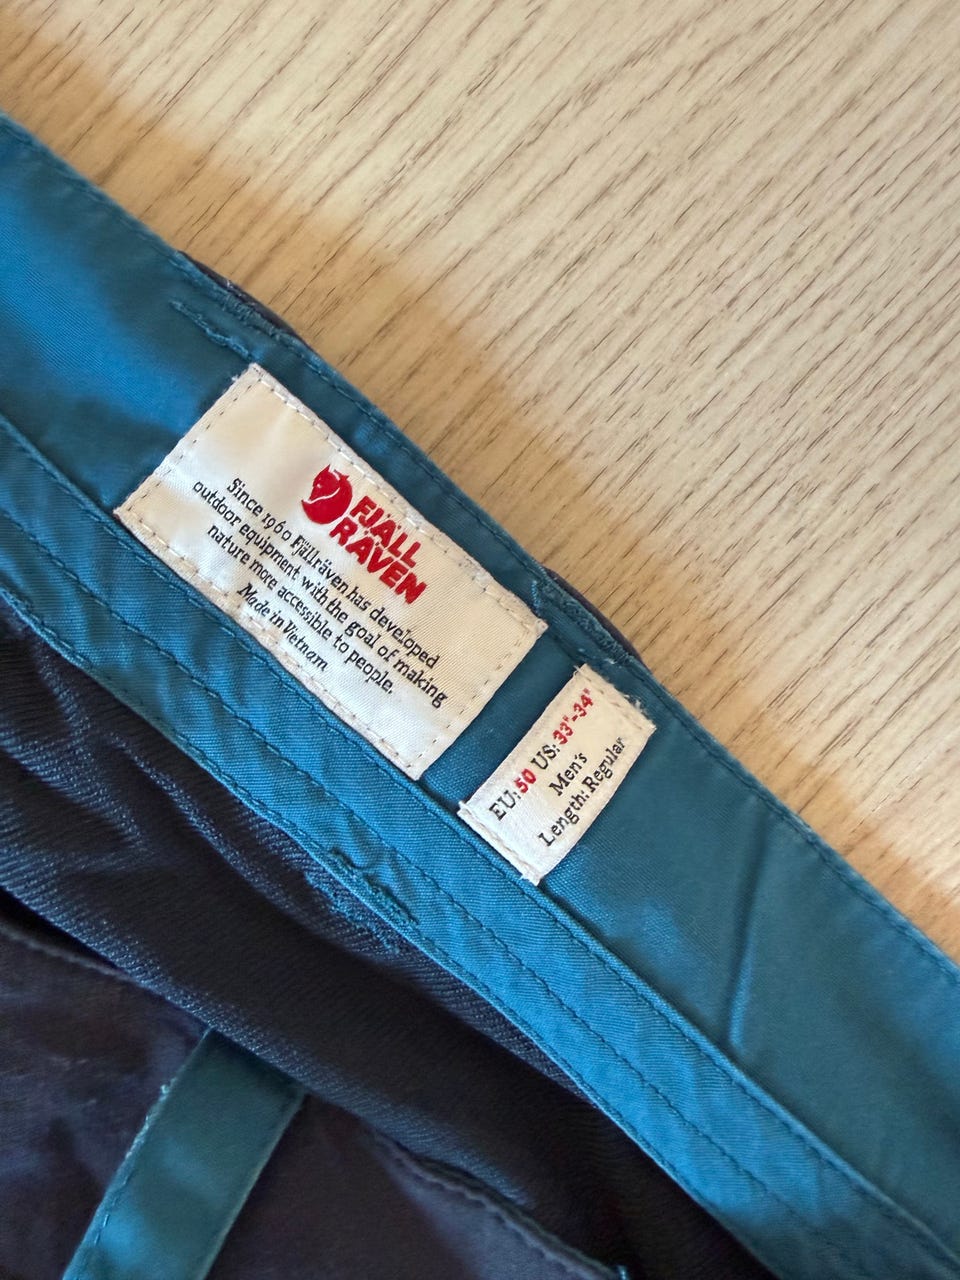 FJÄLL
RÄVEN
Since 1960 Fjällräven has developed
outdoor equipment with the goal of making
nature more accessible to people.
Made in Vietnam
EU:50 US:33"-34"
Men's
Length: Regular